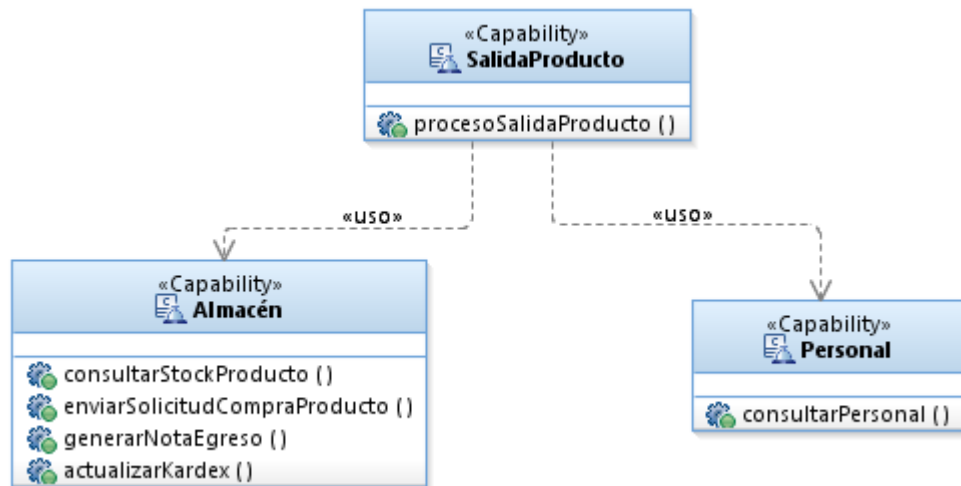 «Capability»
SalidaProducto
procesoSalidaProducto ( )
«uso»
«uso»
«Capability»
Almacén
consultarStockProducto ( )
enviarSolicitudCompraProducto ( )
generarNotaEgreso ( )
actualizarKardex ( )
«Capability»
Personal
consultarPersonal ( )